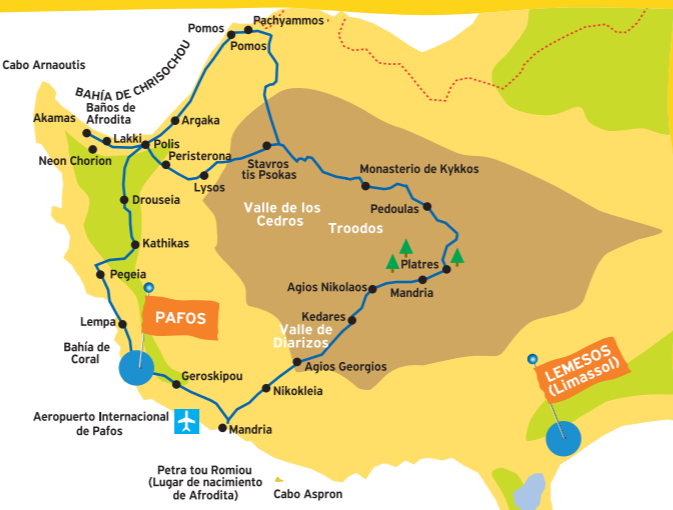 Pachyammos
Pomos
Pomos
Cabo Arnaoutis
BAHÍA DE CHRISOCHOU
Baños de
Afrodita
Akamas
Argaka
Lakki
Polis
Neon Chorion
Peristerona
Stavros
tis Psokas
Lysos
Monasterio de Kykkos
Drouseia
Valle de los
Cedros
Pedoulas
Troodos
Kathikas
Platres
Pegeia
Agios Nikolaos
Mandria
Lempa
PAFOS
Kedares
Valle de
Diarizos
Bahía de
Coral
Agios Georgios
LEMESOS
(Limassol)
Geroskipou
Nikokleia
Aeropuerto Internacional
de Pafos
Mandria
Petra tou Romiou
(Lugar de nacimiento
de Afrodita)
Cabo Aspron